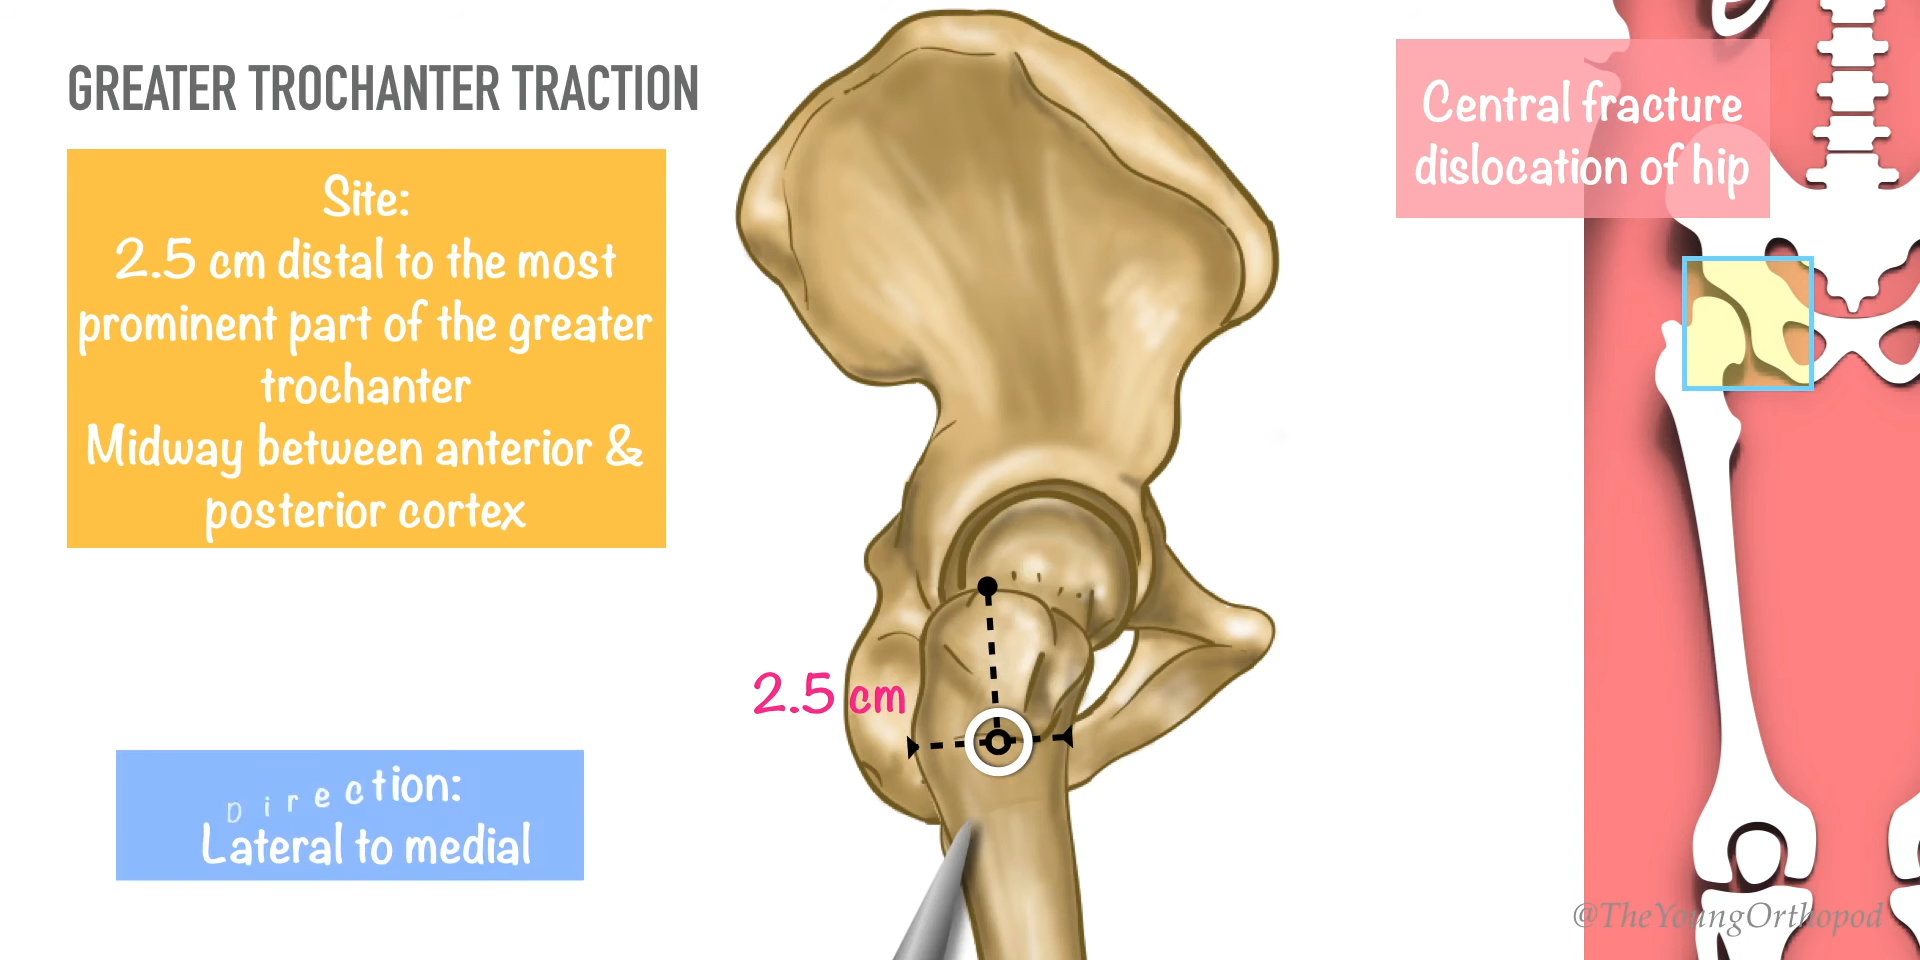 GREATER TROCHANTER TRACTION
Site:
2.5 cm distal to the most
prominent part of the greater
trochanter
Midway between anterior &
posterior cortex
Direction:
Lateral to medial
2.5 cm
Central fracture
dislocation of hip
@TheYoungOrthopod